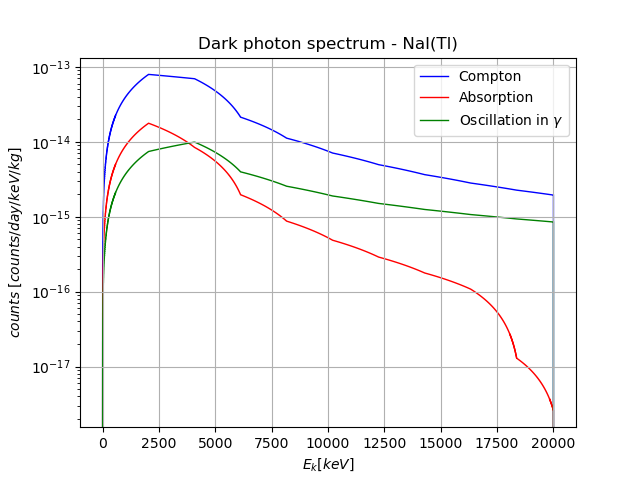 Dark photon spectrum - NaI(Tl)
10⁻¹³
10⁻¹⁴
10⁻¹⁵
10⁻¹⁶
10⁻¹⁷
counts [counts/day/keV/kg]
Compton
Absorption
Oscillation in γ
0 2500 5000 7500 10000 12500 15000 17500 20000
E_k[keV]